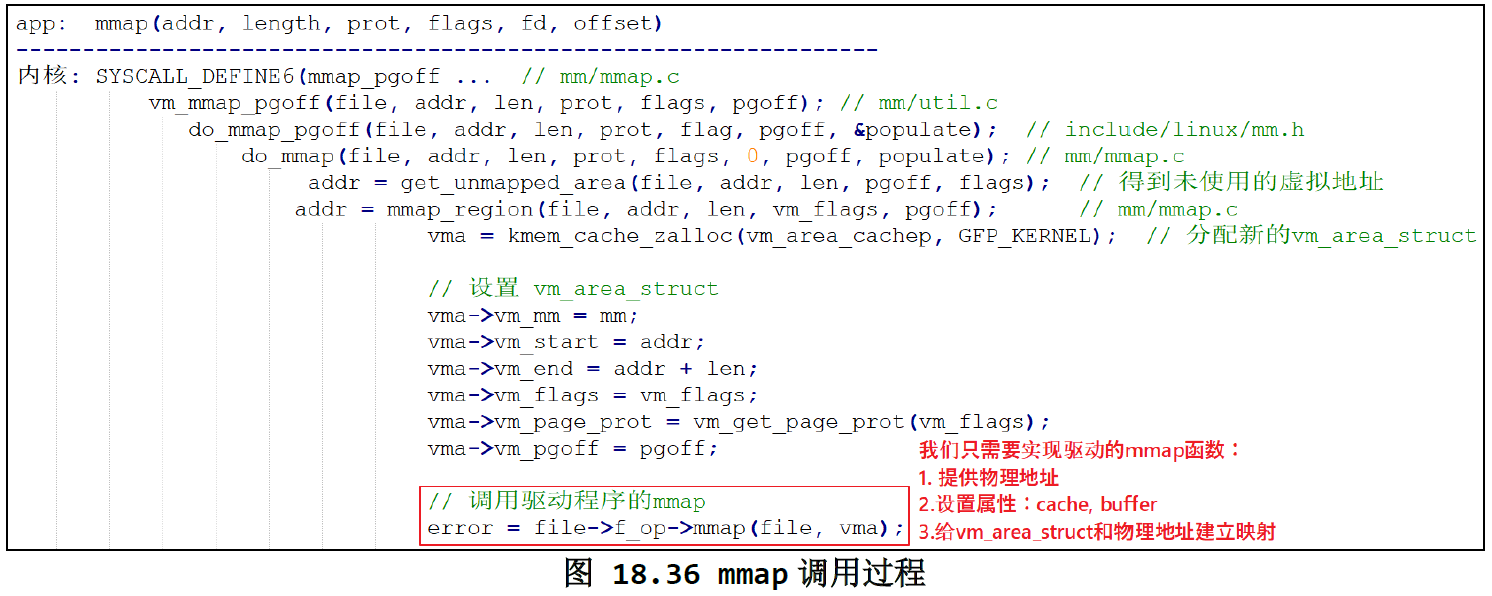 app:  mmap(addr, length, prot, flags, fd, offset)
-----------------------------------------------------------------
内核: SYSCALL_DEFINE6(mmap_pgoff ...  // mm/mmap.c
vm_mmap_pgoff(file, addr, len, prot, flags, pgoff); // mm/util.c
do_mmap_pgoff(file, addr, len, prot, flag, pgoff, &populate);  // include/linux/mm.h
do_mmap(file, addr, len, prot, flags, 0, pgoff, populate); // mm/mmap.c
addr = get_unmapped_area(file, addr, len, pgoff, flags);  // 得到未使用的虚拟地址
addr = mmap_region(file, addr, len, vm_flags, pgoff);      // mm/mmap.c
vma = kmem_cache_zalloc(vm_area_cachep, GFP_KERNEL);  // 分配新的vm_area_struct
// 设置 vm_area_struct
vma->vm_mm = mm;
vma->vm_start = addr;
vma->vm_end = addr + len;
vma->vm_flags = vm_flags;
vma->vm_page_prot = vm_get_page_prot(vm_flags);
vma->vm_pgoff = pgoff;
// 调用驱动程序的mmap
error = file->f_op->mmap(file, vma);
我们只需要实现驱动的mmap函数：
1. 提供物理地址
2.设置属性：cache, buffer
3.给vm_area_struct和物理地址建立映射
图 18.36 mmap 调用过程